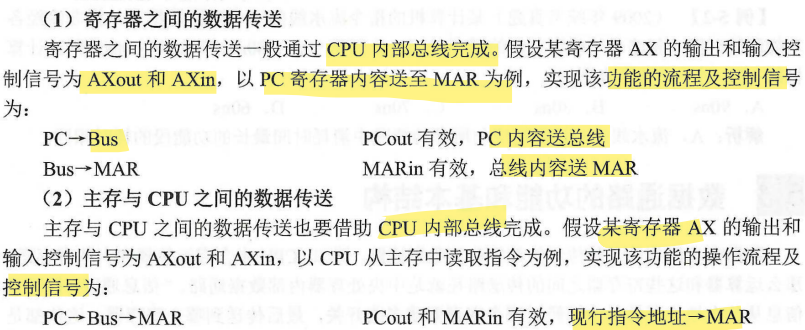 （1）寄存器之间的数据传送
寄存器之间的数据传送一般通过 CPU 内部总线完成。假设某寄存器 AX 的输出和输入控
制信号为 AXout 和 AXin，以 PC 寄存器内容送至 MAR 为例，实现该功能的流程及控制信号
为：
PC→Bus PCout 有效，PC 内容送总线
Bus→MAR MARin 有效，总线内容送 MAR
（2）主存与 CPU 之间的数据传送
主存与 CPU 之间的数据传送也要借助 CPU 内部总线完成。假设某寄存器 AX 的输出和
输入控制信号为 AXout 和 AXin，以 CPU 从主存中读取指令为例，实现该功能的操作流程及
控制信号为：
PC→Bus→MAR PCout 和 MARin 有效，现行指令地址→MAR